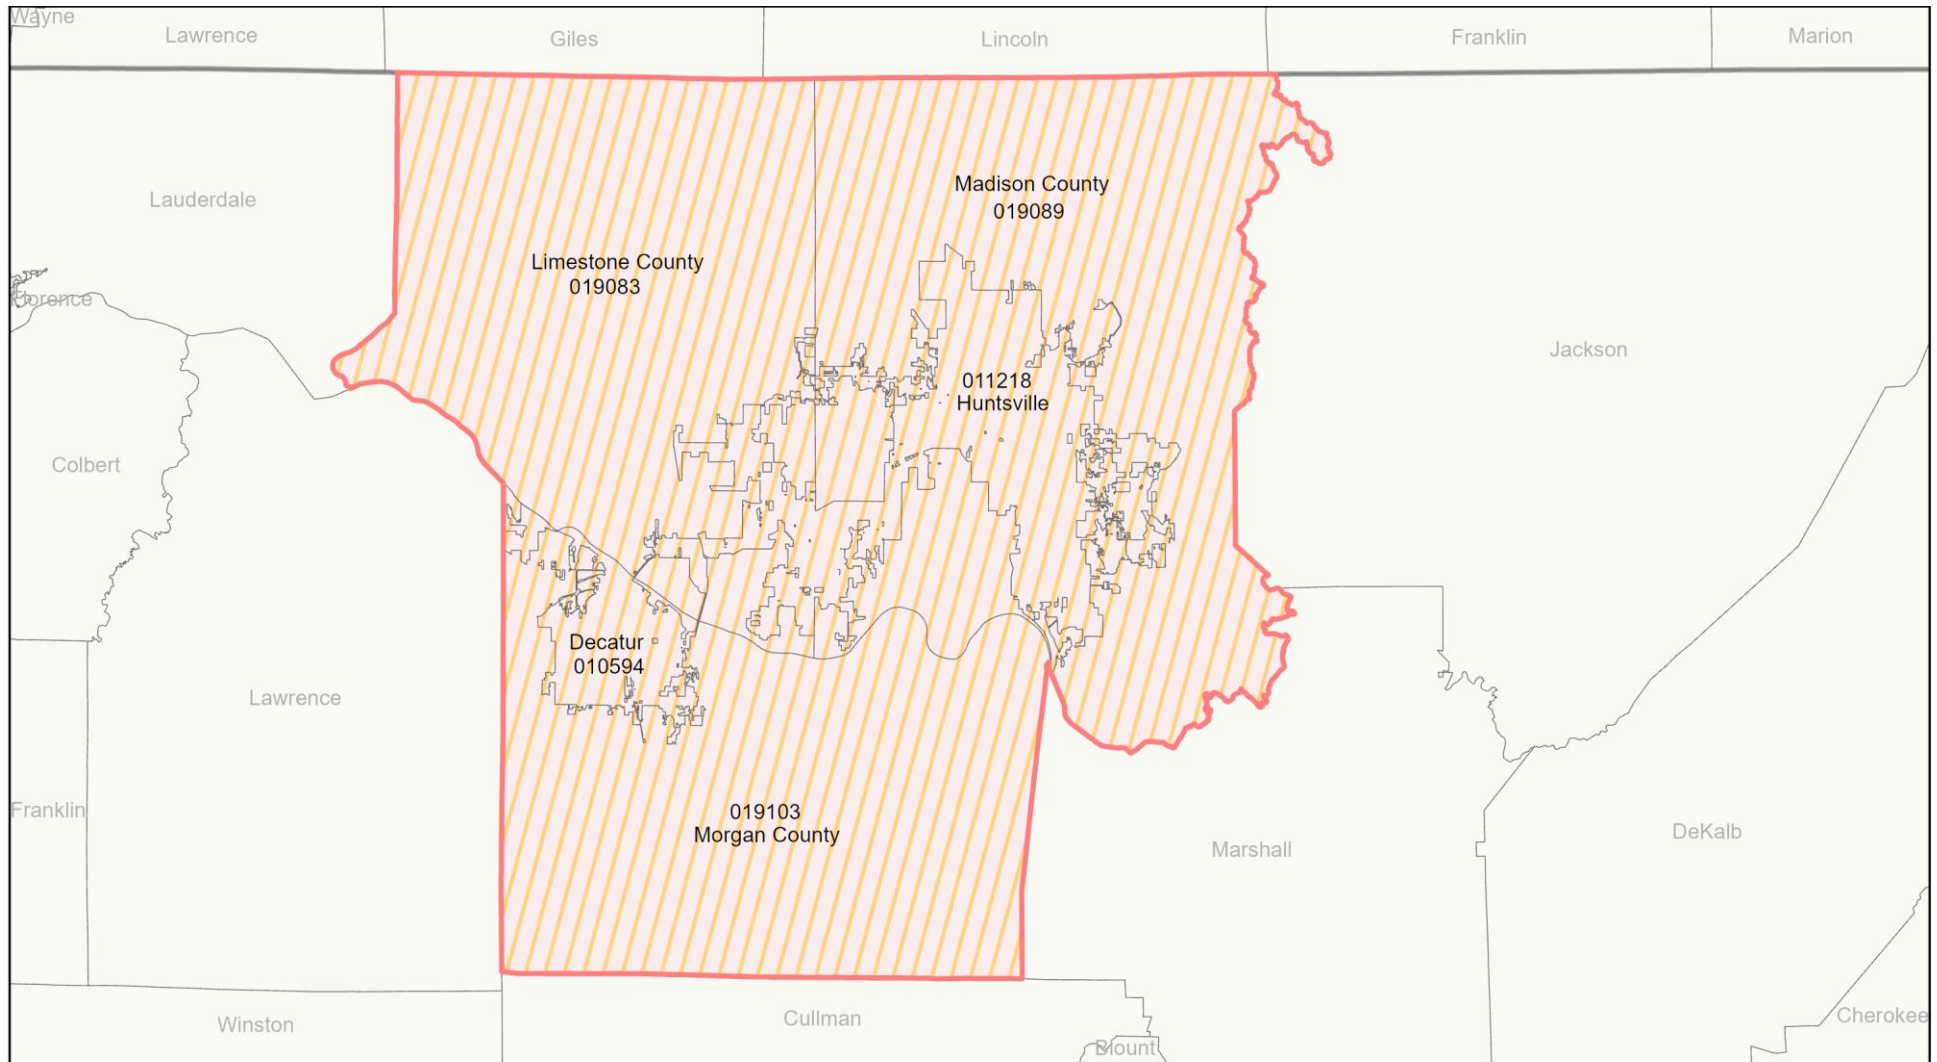 Wayne
Lawrence
Giles
Lincoln
Franklin
Marion
Lauderdale
Madison County
019089
Limestone County
019083
Florence
Jackson
011218
Huntsville
Colbert
Decatur
010594
Lawrence
Franklin
019103
Morgan County
Marshall
DeKalb
Winston
Cullman
Cherokee
Blount